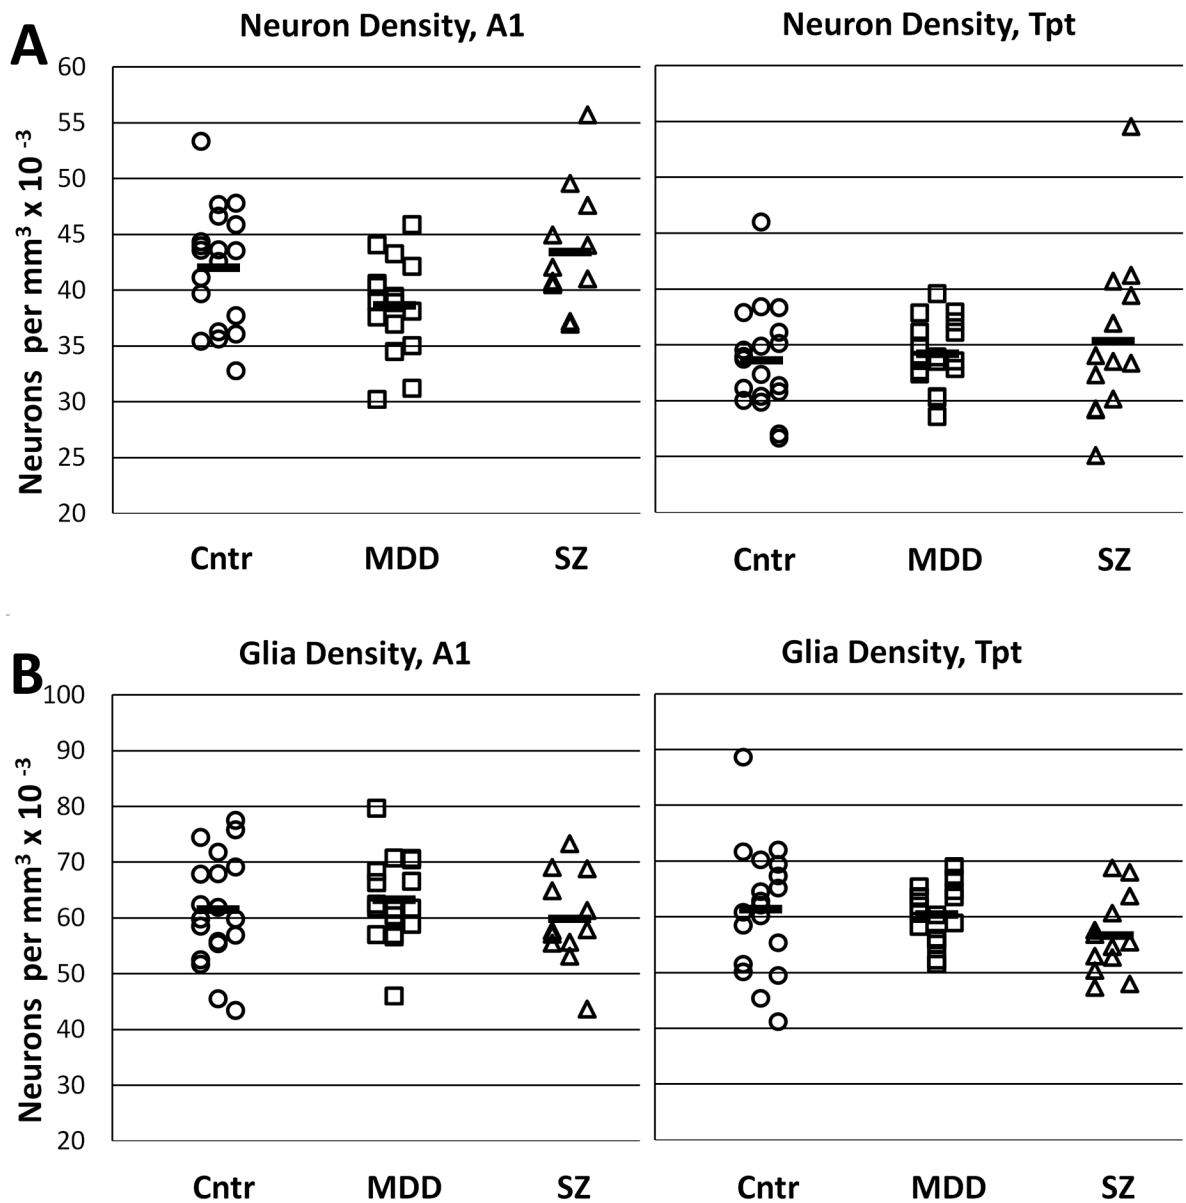 A
Neuron Density, A1
Neuron Density, Tpt
Neurons per mm³ x 10 ⁻³
60
55
50
45
40
35
30
25
20
Cntr MDD SZ
Cntr MDD SZ
B
Glia Density, A1
Glia Density, Tpt
Neurons per mm³ x 10 ⁻³
100
90
80
70
60
50
40
30
20
Cntr MDD SZ
Cntr MDD SZ